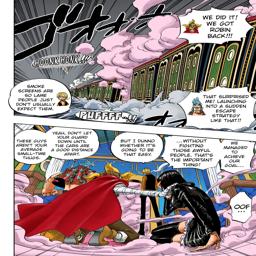 WE DID IT!
WE GOT
ROBIN
BACK!!!
HOONKHONK!!!
SMOKE
SCREENS ARE
SO LAME
PEOPLE JUST
DON'T USUALLY
EXPECT THEM.
THAT SURPRISED
ME! LAUNCHING
INTO A SUDDEN
ESCAPE
STRATEGY
LIKE THAT!!
PUFFFF
THESE GUYS
AREN'T YOUR
AVERAGE
SMALL-TIME
THUGS.
YEAH, DON'T LET
YOUR GUARD
DOWN UNTIL
THE CARS ARE
A GOOD
DISTANCE APART.
BUT I DUNNO
WHETHER IT'S
GOING TO BE
THAT EASY.
...WITHOUT
FIGHTING
THOSE AWFUL
PEOPLE. THAT'S
THE IMPORTANT
THING!
WE
MANAGED TO
ACHIEVE
OUR
GOAL...
OOF...